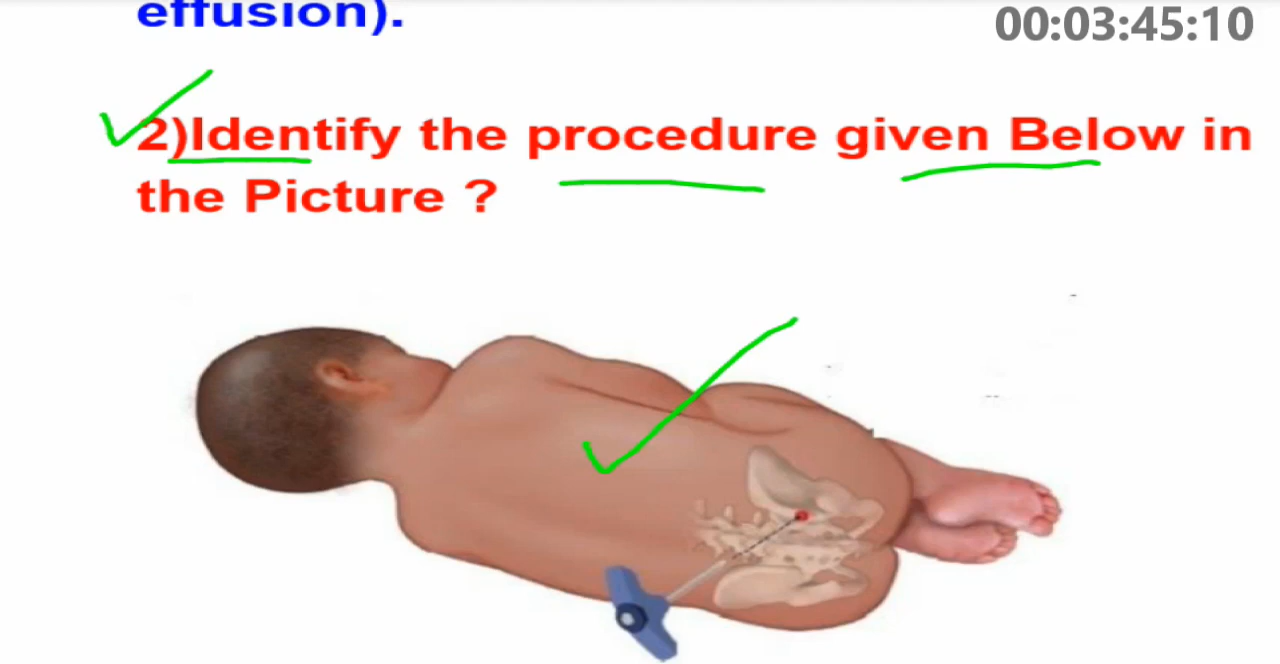 effusion).
00:03:45:10
2)Identify the procedure given Below in
the Picture ?